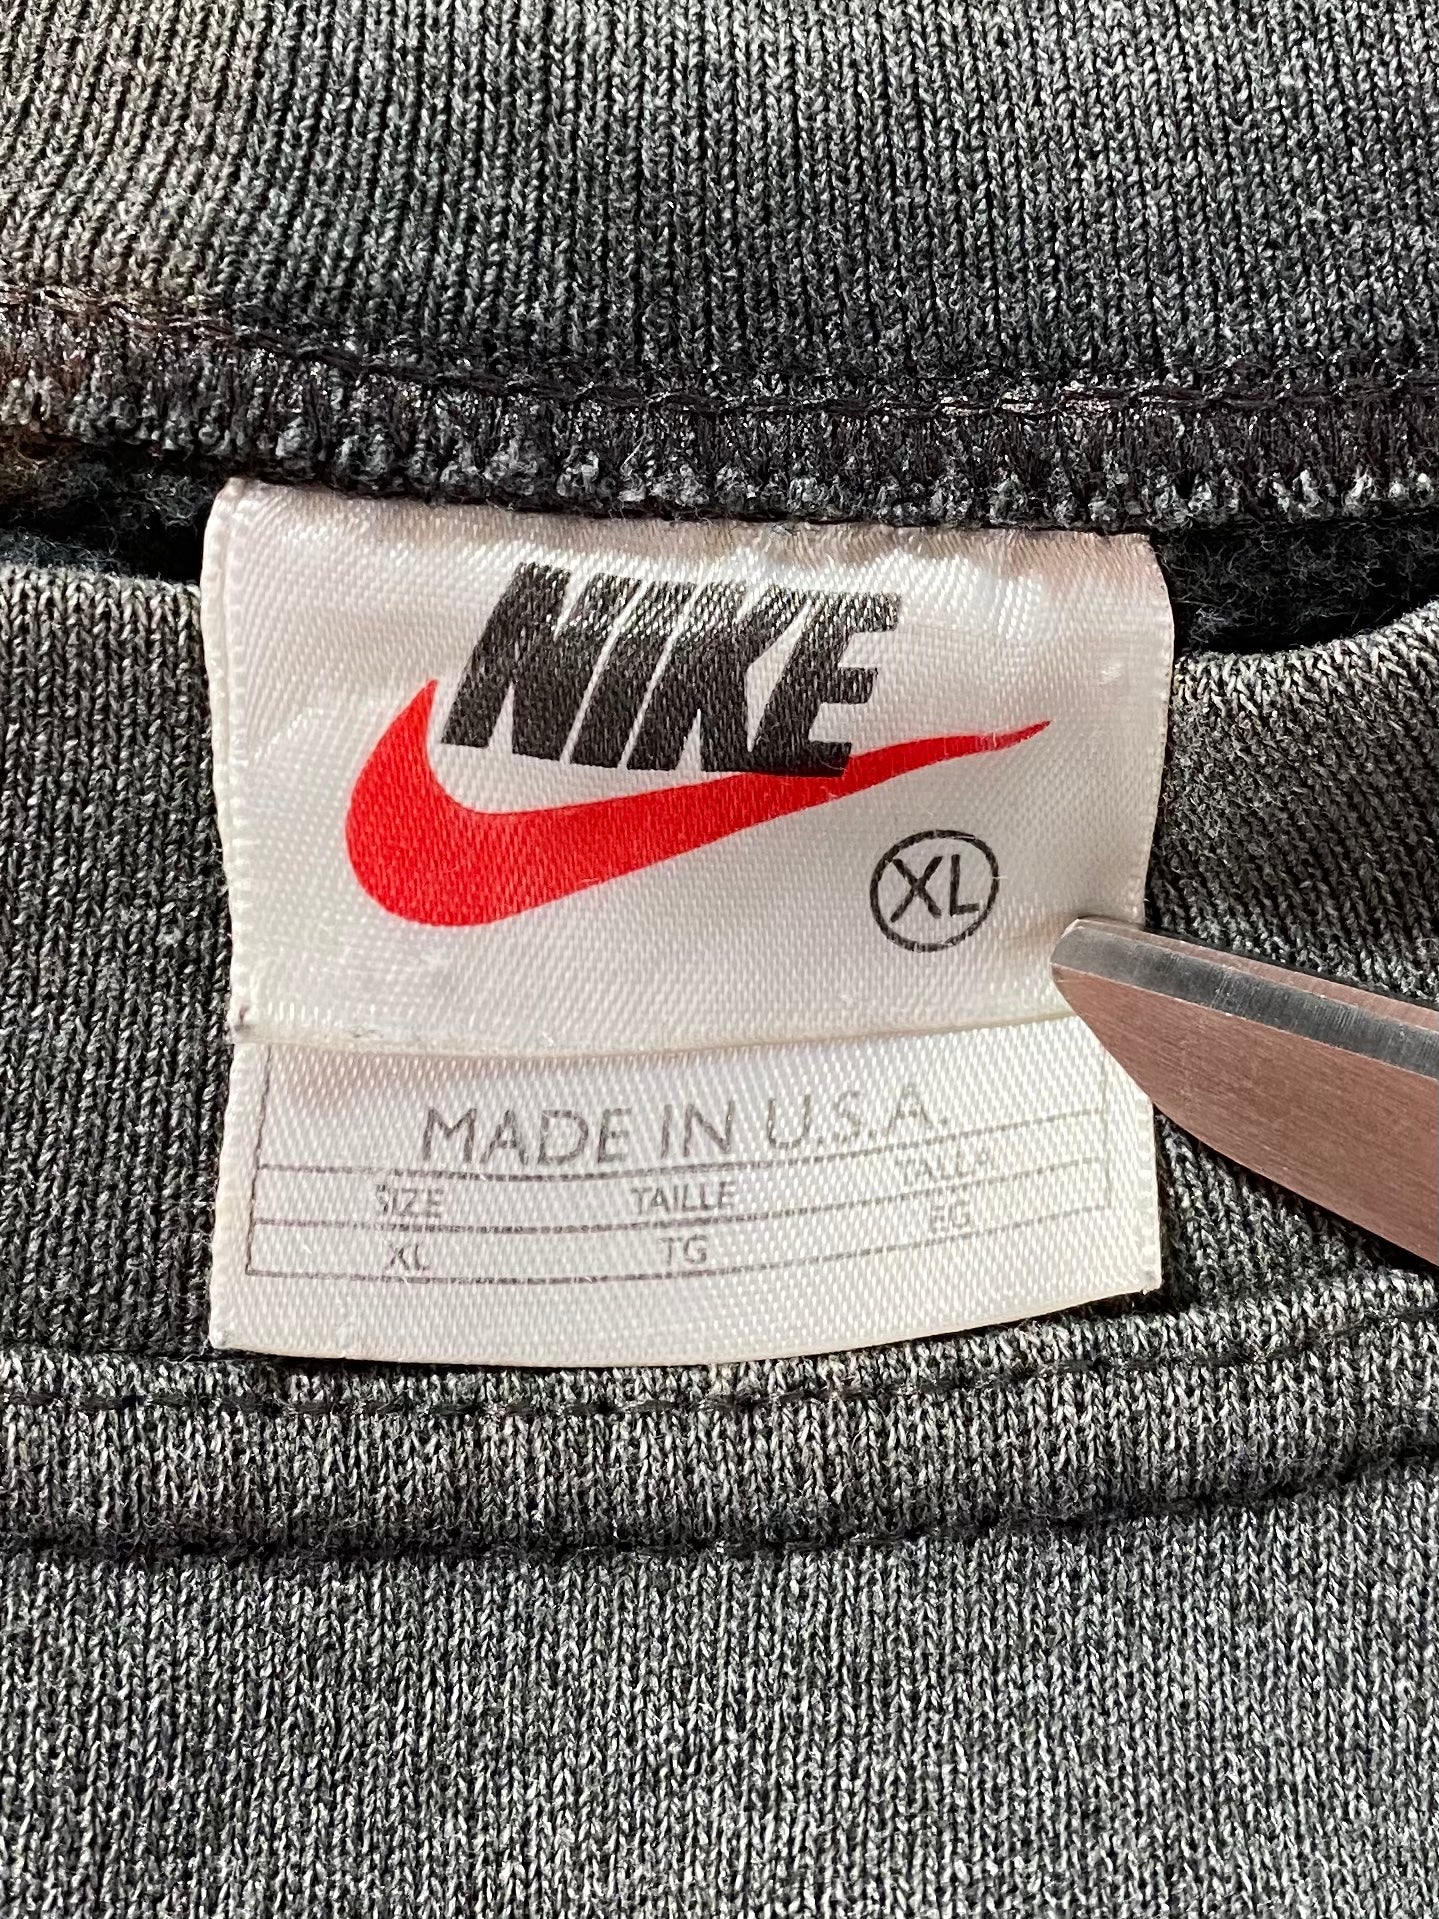 NIKE
XL
MADE IN U.S.A.
SIZE TAILLE TALLA
XL TG EG